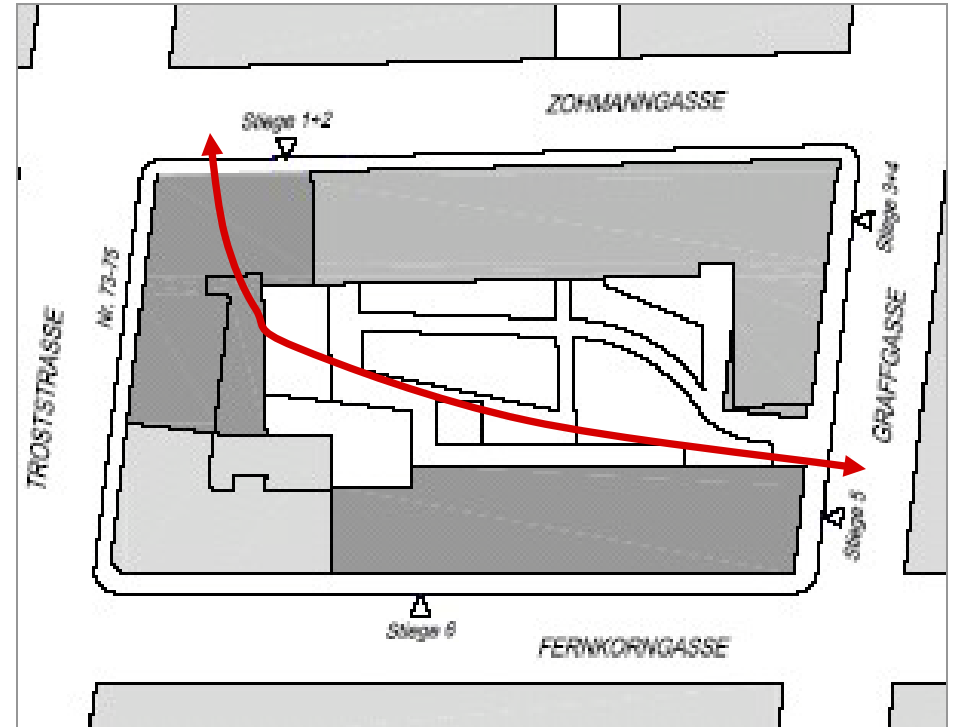 ZOHMANNGASSE
Stiege 1+2
Stiege 3+4
Nr. 73-75
TROSTSTRASSE
GRAFFGASSE
Stiege 5
Stiege 6
FERNKORNGASSE